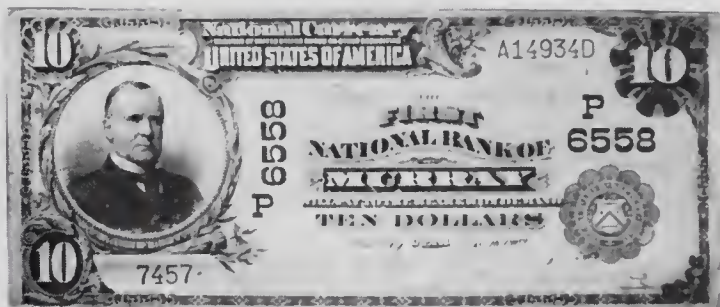 10
National Currency
UNITED STATES OF AMERICA
A14934D
10
P 6558
P
6558
THE
FIRST
NATIONAL BANK OF
MURRAY
TEN DOLLARS
10
7457